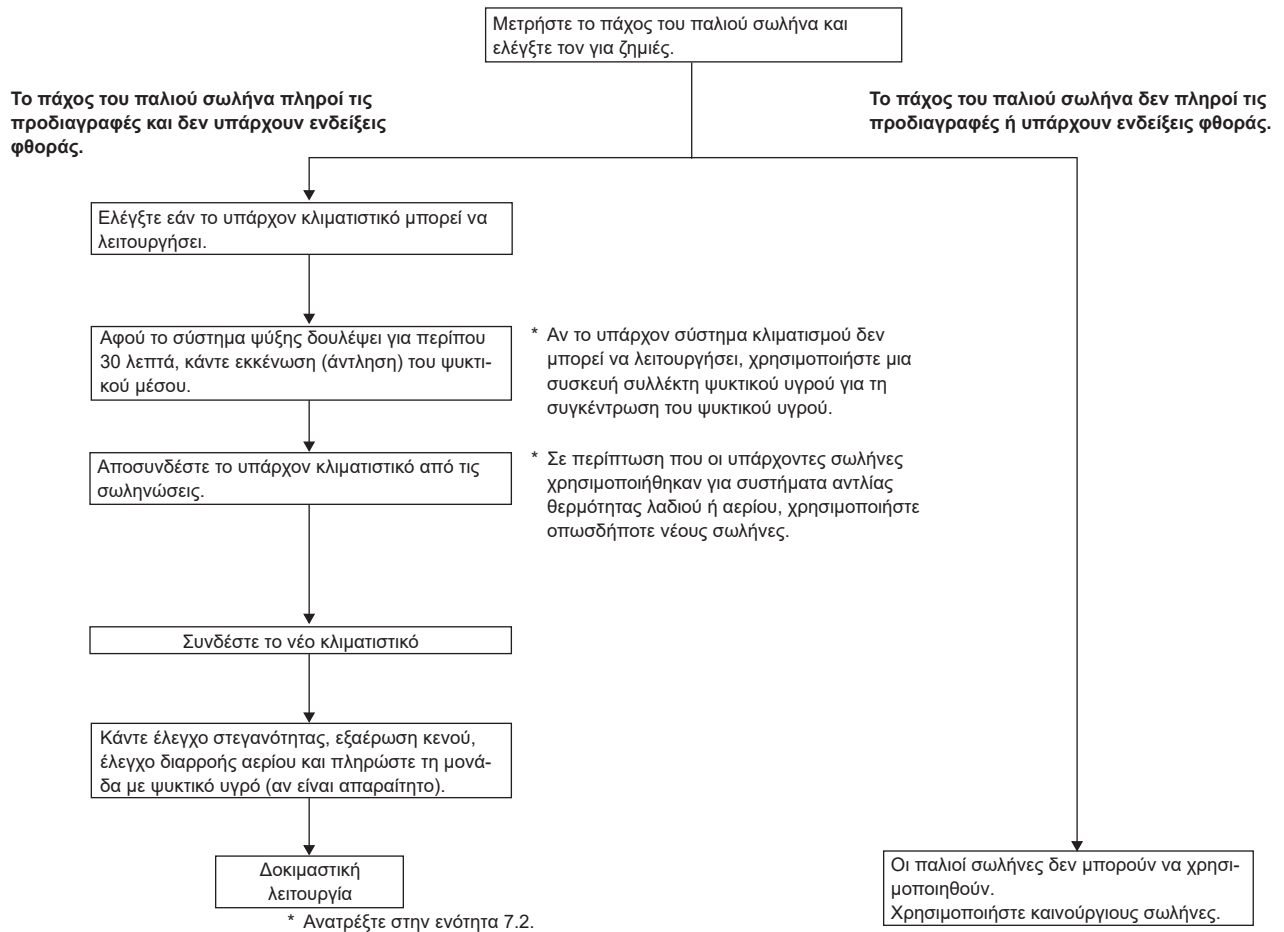 Μετρήστε το πάχος του παλιού σωλήνα και
ελέγξτε τον για ζημιές.
Το πάχος του παλιού σωλήνα πληροί τις
προδιαγραφές και δεν υπάρχουν ενδείξεις
φθοράς.
Το πάχος του παλιού σωλήνα δεν πληροί τις
προδιαγραφές ή υπάρχουν ενδείξεις φθοράς.
Ελέγξτε εάν το υπάρχον κλιματιστικό μπορεί να
λειτουργήσει.
Αφού το σύστημα ψύξης δουλέψει για περίπου
30 λεπτά, κάντε εκκένωση (άντληση) του ψυκτι-
κού μέσου.
* Αν το υπάρχον σύστημα κλιματισμού δεν
μπορεί να λειτουργήσει, χρησιμοποιήστε μια
συσκευή συλλέκτη ψυκτικού υγρού για τη
συγκέντρωση του ψυκτικού υγρού.
Αποσυνδέστε το υπάρχον κλιματιστικό από τις
σωληνώσεις.
* Σε περίπτωση που οι υπάρχοντες σωλήνες
χρησιμοποιήθηκαν για συστήματα αντλίας
θερμότητας λαδιού ή αερίου, χρησιμοποιήστε
οπωσδήποτε νέους σωλήνες.
Συνδέστε το νέο κλιματιστικό
Κάντε έλεγχο στεγανότητας, εξαέρωση κενού,
έλεγχο διαρροής αερίου και πληρώστε τη μονά-
δα με ψυκτικό υγρό (αν είναι απαραίτητο).
Δοκιμαστική
λειτουργία
* Ανατρέξτε στην ενότητα 7.2.
Οι παλιοί σωλήνες δεν μπορούν να χρησι-
μοποιηθούν.
Χρησιμοποιήστε καινούργιους σωλήνες.